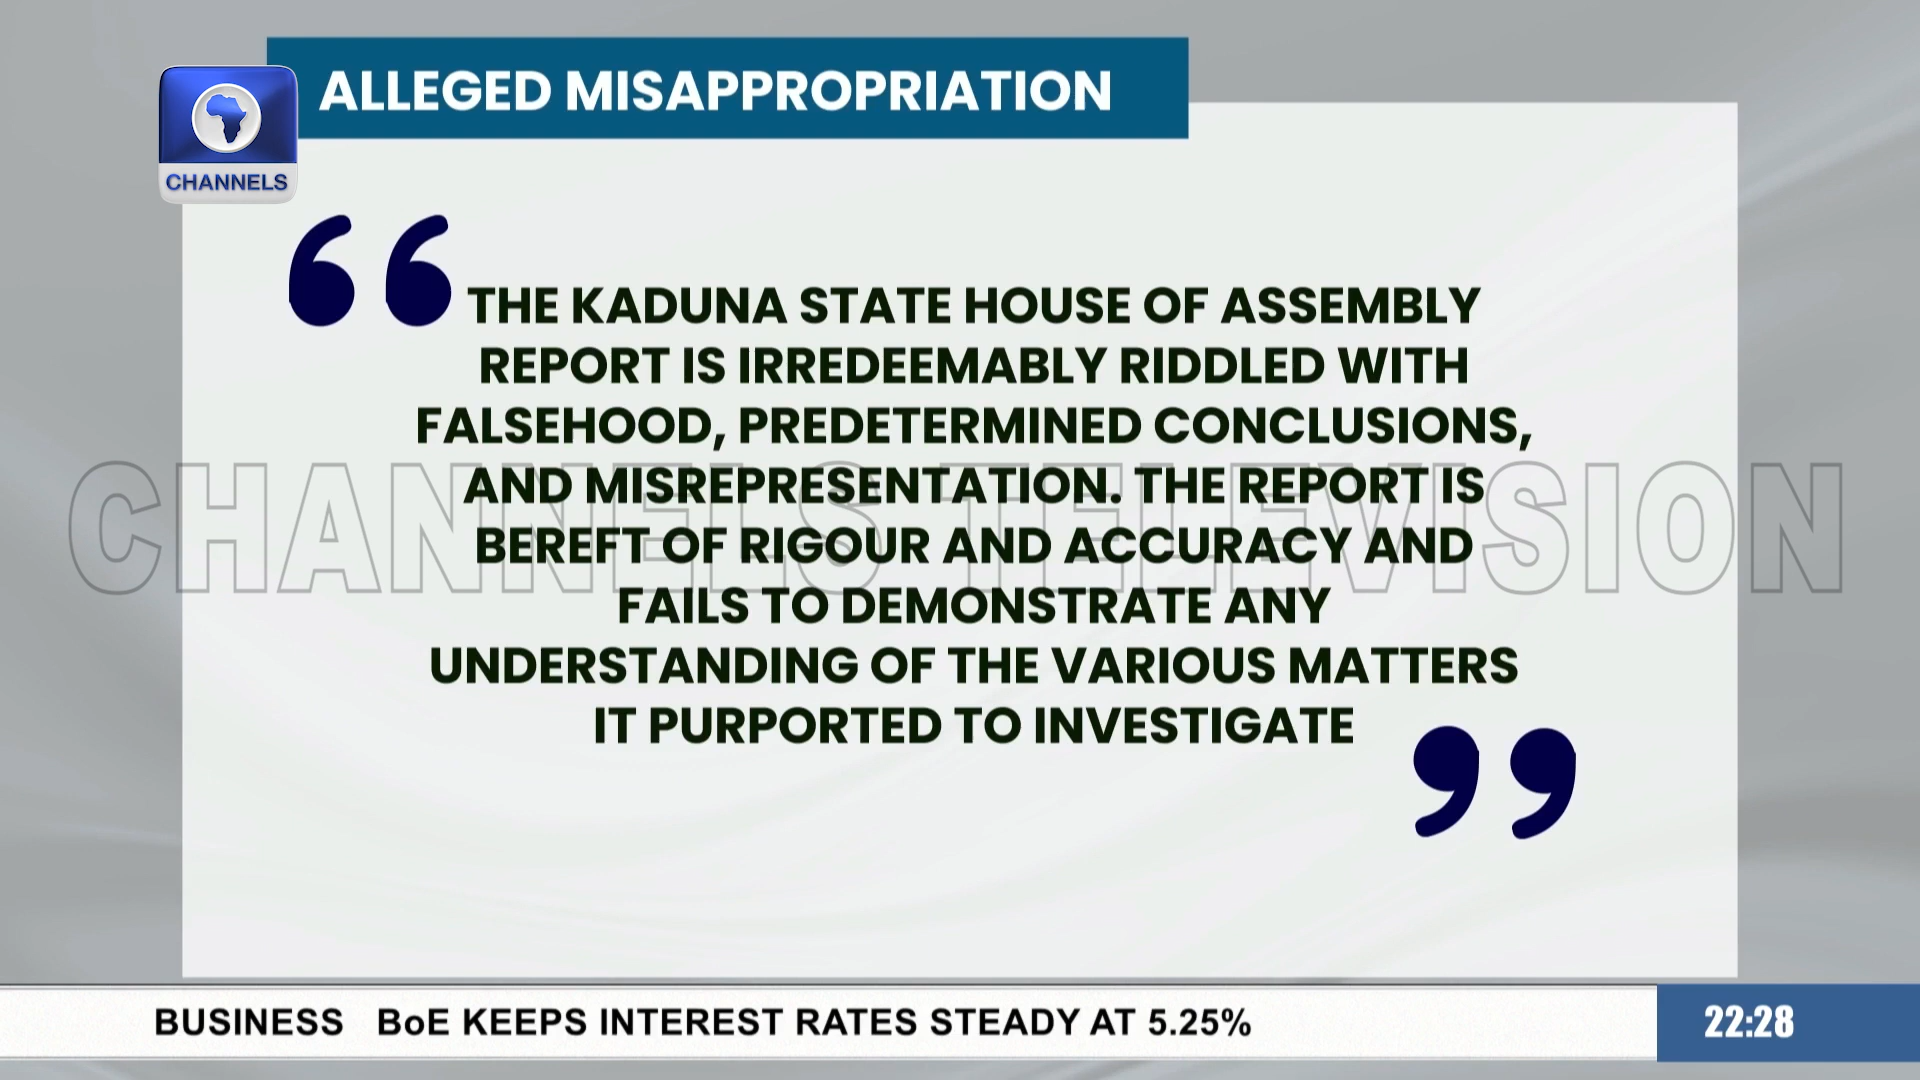 ALLEGED MISAPPROPRIATION
CHANNELS
“THE KADUNA STATE HOUSE OF ASSEMBLY
REPORT IS IRREDEEMABLY RIDDLED WITH
FALSEHOOD, PREDETERMINED CONCLUSIONS,
AND MISREPRESENTATION. THE REPORT IS
BEREFT OF RIGOUR AND ACCURACY AND
FAILS TO DEMONSTRATE ANY
UNDERSTANDING OF THE VARIOUS MATTERS
IT PURPORTED TO INVESTIGATE”
CHANNELS TELEVISION
BUSINESS BoE KEEPS INTEREST RATES STEADY AT 5.25%
22:28